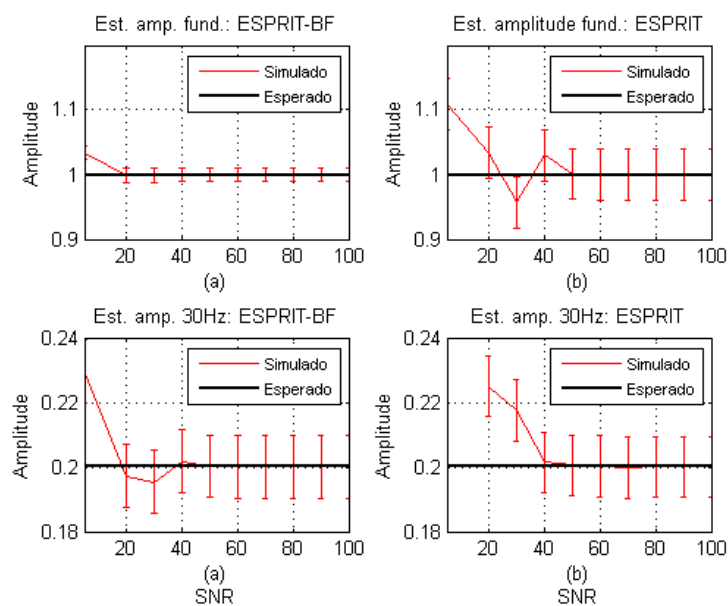 Est. amp. fund.: ESPRIT-BF
Amplitude
1.1
1
0.9
Simulado
Esperado
20 40 60 80 100
(a)
Est. amplitude fund.: ESPRIT
Amplitude
1.1
1
0.9
Simulado
Esperado
20 40 60 80 100
(b)
Est. amp. 30Hz: ESPRIT-BF
Amplitude
0.24
0.22
0.2
0.18
Simulado
Esperado
20 40 60 80 100
(a)
SNR
Est. amp. 30Hz: ESPRIT
Amplitude
0.24
0.22
0.2
0.18
Simulado
Esperado
20 40 60 80 100
(b)
SNR